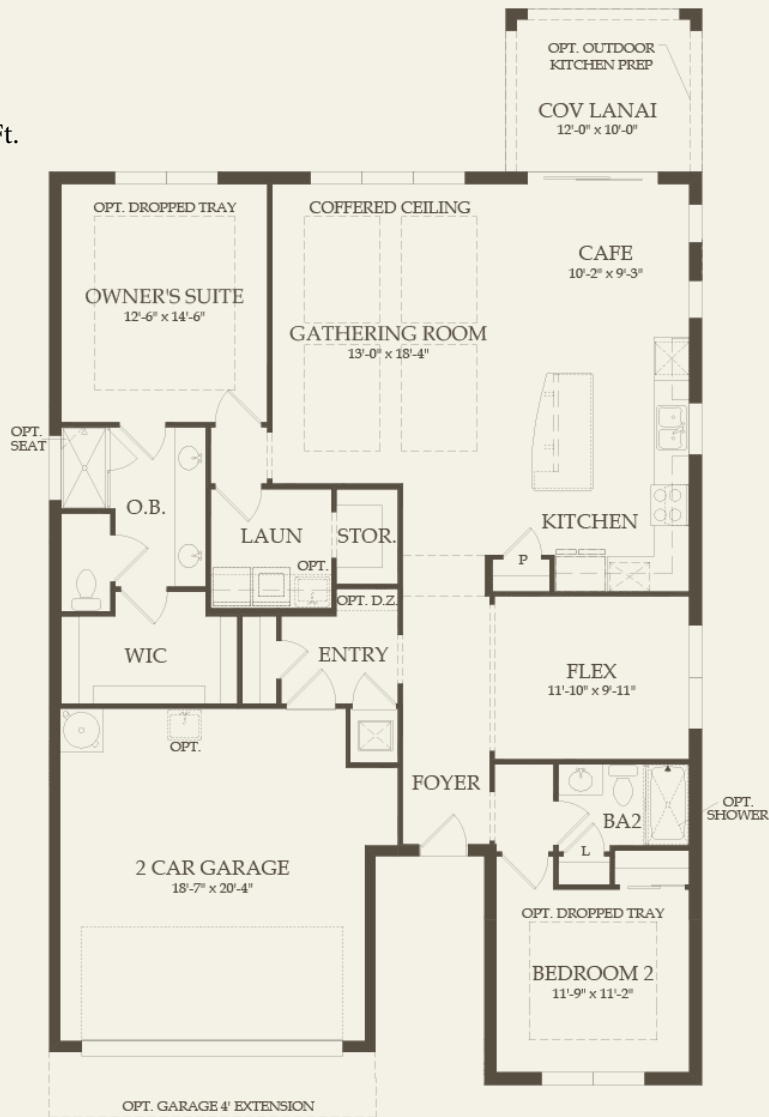 OPT. OUTDOOR
KITCHEN PREP
COV LANAI
12'-0" x 10'-0"
Ft.
OPT. DROPPED TRAY
COFFERED CEILING
CAFE
10'-2" x 9'-3"
OWNER'S SUITE
12'-6" x 14'-6"
GATHERING ROOM
13'-0" x 18'-4"
OPT.
SEAT
O.B.
LAUN
STOR.
OPT.
KITCHEN
P
OPT. D.Z.
WIC
ENTRY
FLEX
11'-10" x 9'-11"
OPT.
FOYER
BA2
OPT.
SHOWER
L
2 CAR GARAGE
18'-7" x 20'-4"
OPT. DROPPED TRAY
BEDROOM 2
11'-9" x 11'-2"
OPT. GARAGE 4' EXTENSION